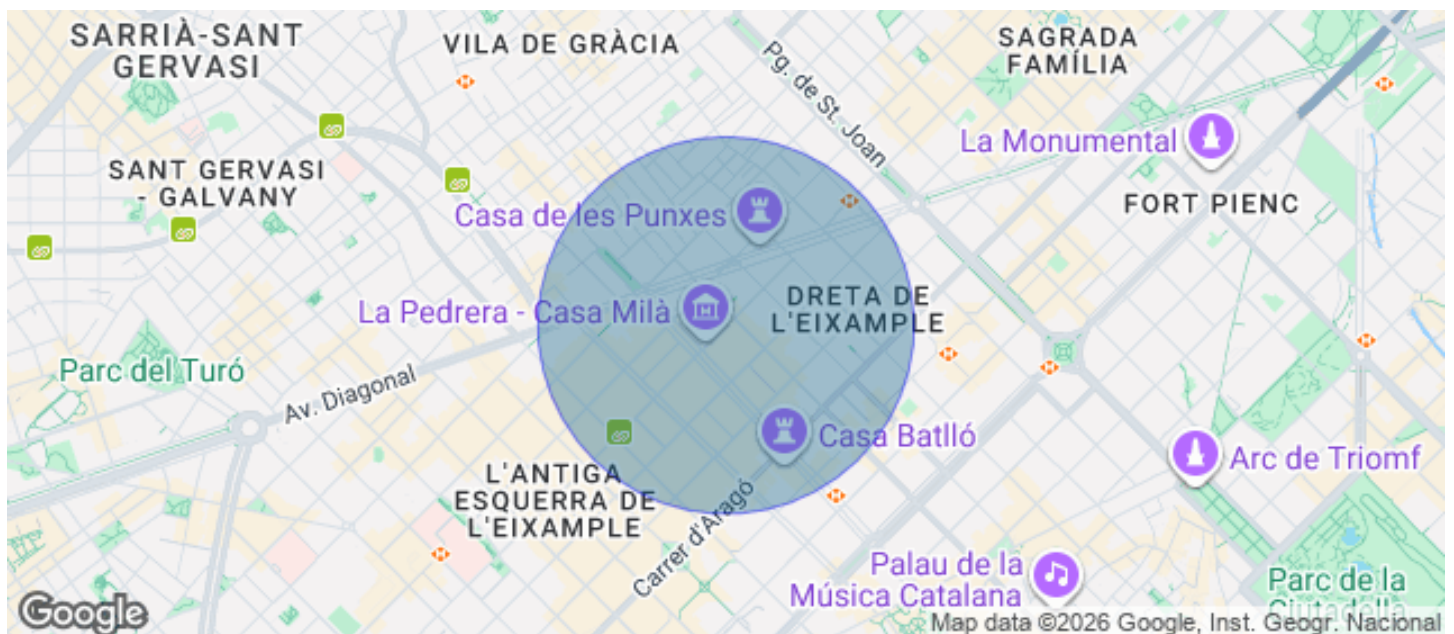 SARRIÀ-SANT
GERVASI
VILA DE GRÀCIA
SAGRADA
FAMÍLIA
Pg. de St. Joan
La Monumental
SANT GERVASI
- GALVANY
Casa de les Punxes
FORT PIENC
La Pedrera - Casa Milà
DRETA DE
L'EIXAMPLE
Parc del Turó
Av. Diagonal
Casa Batlló
Arc de Triomf
L'ANTIGA
ESQUERRA DE
L'EIXAMPLE
Carrer d'Aragó
Palau de la
Música Catalana
Parc de la
Ciutadella
Google
Map data ©2026 Google, Inst. Geogr. Nacional